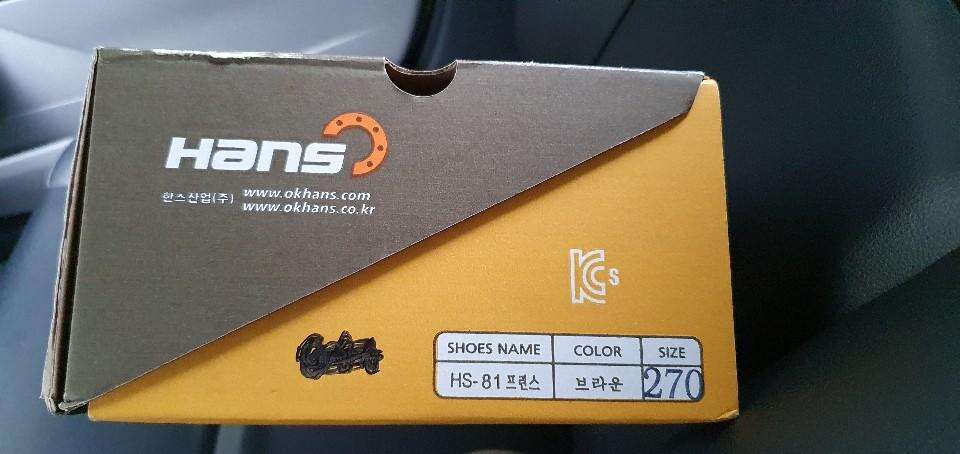 Hans
한스산업(주) www.okhans.com
www.okhans.co.kr
KCs
SHOES NAME COLOR SIZE
HS-81 프렌스 브라운 270